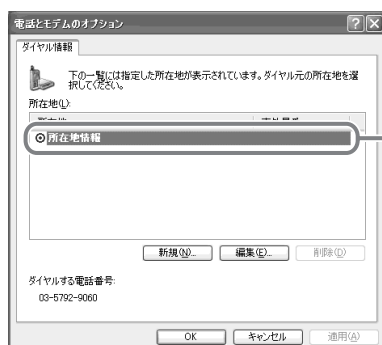 電話とモデムのオプション
ダイヤル情報
下の一覧には指定した所在地が表示されています。ダイヤル元の所在地を選
択してください。
所在地(L):
所在地情報
新規(N)... 編集(E)... 削除(D)
ダイヤルする電話番号:
03-5792-9060
OK キャンセル 適用(A)